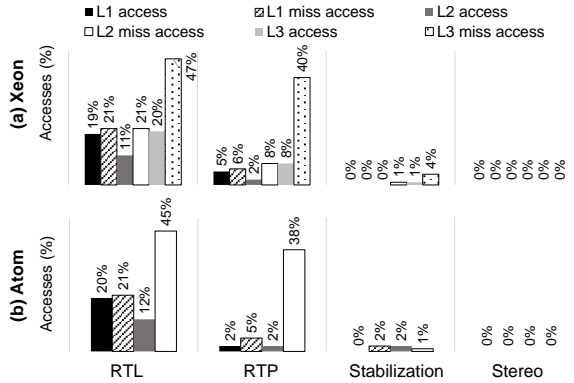 L1 access L1 miss access L2 access
L2 miss access L3 access L3 miss access
(a) Xeon
Accesses (%)
19% 21% 11% 21% 20% 47%
5% 6% 2% 8% 8% 40%
0% 0% 0% 1% 1% 4%
0% 0% 0% 0% 0% 0%
(b) Atom
Accesses (%)
20% 21% 12% 45%
2% 5% 2% 38%
0% 2% 2% 1%
0% 0% 0% 0%
RTL RTP Stabilization Stereo